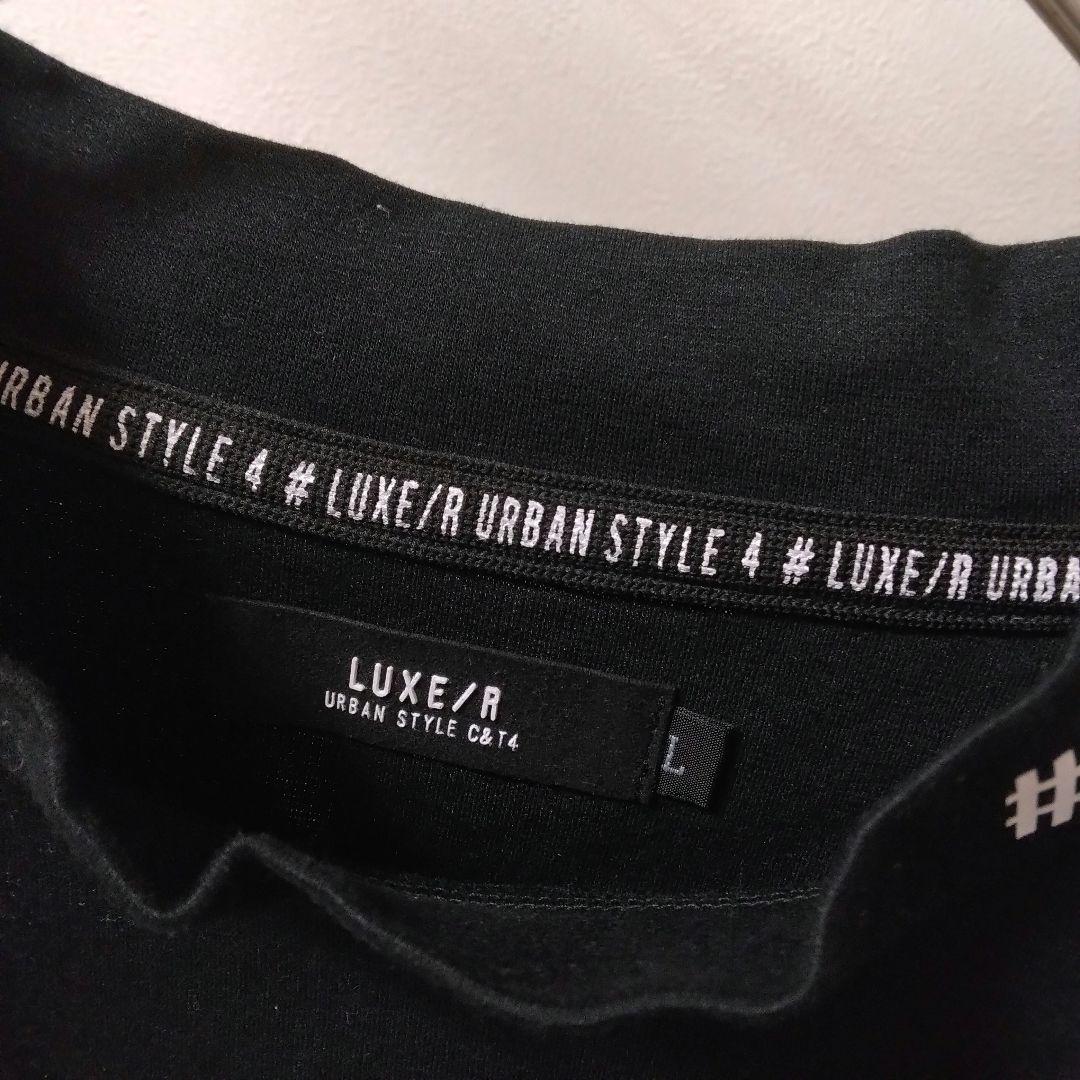 URBAN STYLE 4 # LUXE/R URBAN STYLE 4 # LUXE/R URBA
LUXE/R
URBAN STYLE C&T4
L
#